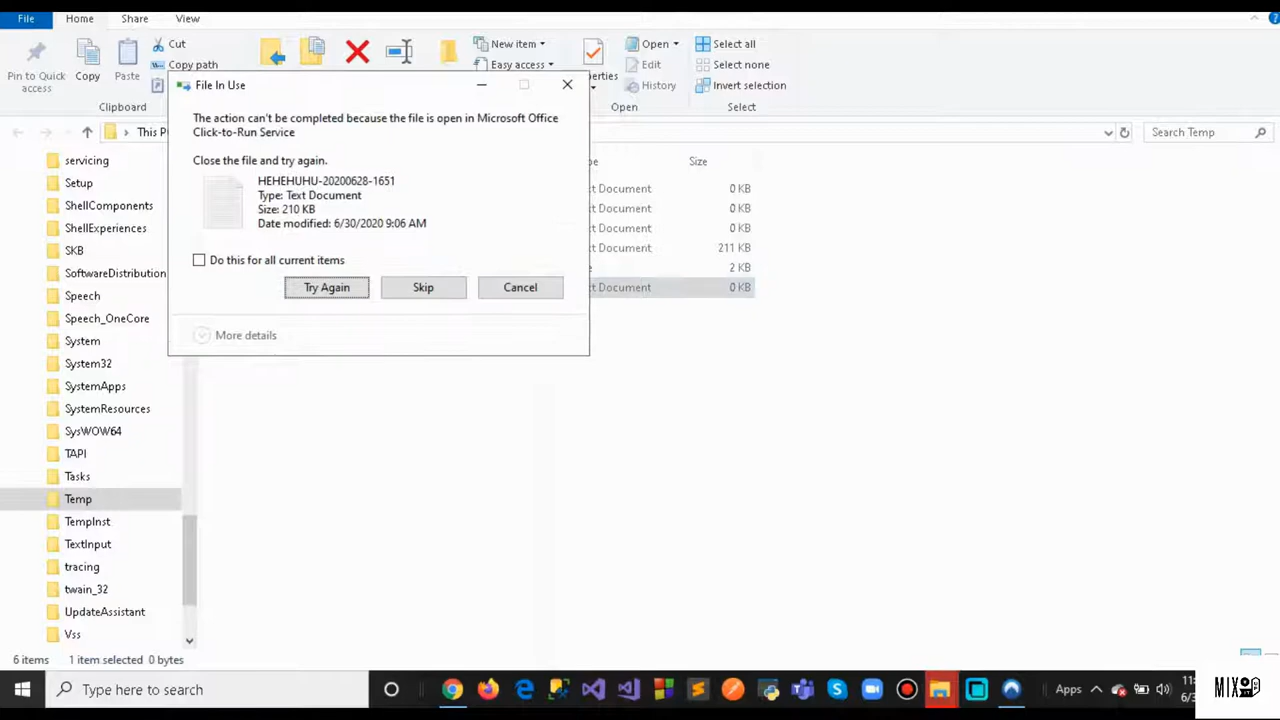 File
Home
Share
View
Pin to Quick access
Copy
Paste
Cut
Copy path
New item
Easy access
Open
Edit
History
Select all
Select none
Invert selection
Clipboard
Open
Select
This P
Search Temp
File In Use
The action can't be completed because the file is open in Microsoft Office
Click-to-Run Service
Close the file and try again.
HEHEHUHU-20200628-1651
Type: Text Document
Size: 210 KB
Date modified: 6/30/2020 9:06 AM
Do this for all current items
Try Again
Skip
Cancel
More details
servicing
Setup
ShellComponents
ShellExperiences
SKB
SoftwareDistribution
Speech
Speech_OneCore
System
System32
SystemApps
SystemResources
SysWOW64
TAPI
Tasks
Temp
TempInst
TextInput
tracing
twain_32
UpdateAssistant
Vss
Size
Document 0 KB
Document 0 KB
Document 0 KB
Document 211 KB
2 KB
Document 0 KB
6 items 1 item selected 0 bytes
Type here to search
Apps
MIX